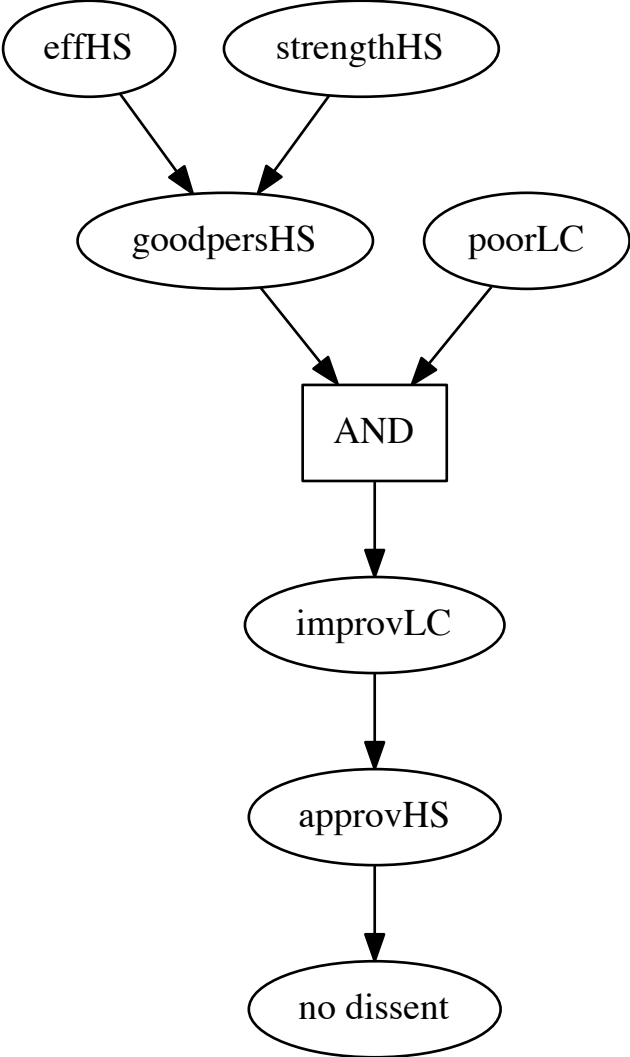 effHS
strengthHS
goodpersHS
poorLC
AND
improvLC
approvHS
no dissent